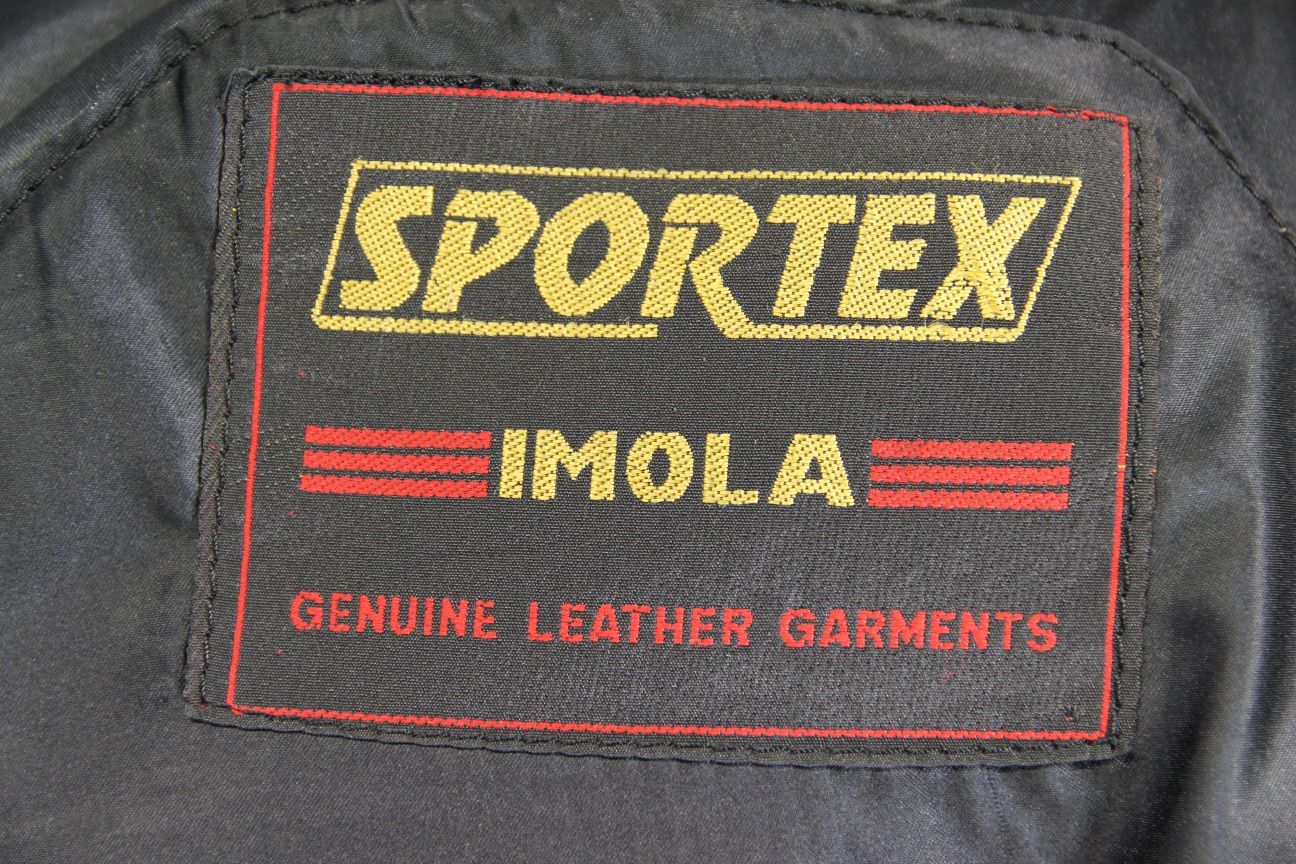 SPORTEX
IMOLA
GENUINE LEATHER GARMENTS